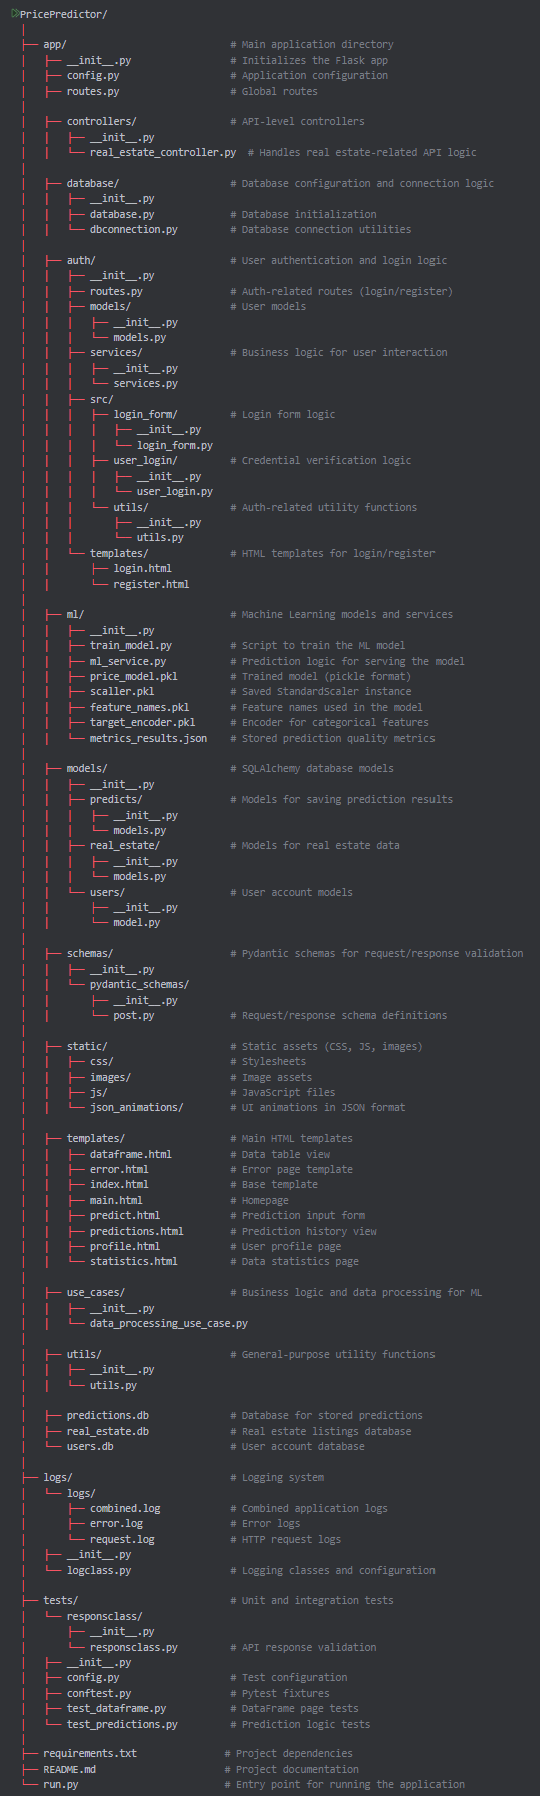 PricePredictor/
│
├── app/                            # Main application directory
│   ├── __init__.py                 # Initializes the Flask app
│   ├── config.py                   # Application configuration
│   ├── routes.py                   # Global routes
│
│   ├── controllers/                # API-level controllers
│   │   ├── __init__.py
│   │   └── real_estate_controller.py  # Handles real estate-related API logic
│
│   ├── database/                   # Database configuration and connection logic
│   │   ├── __init__.py
│   │   ├── database.py             # Database initialization
│   │   └── dbconnection.py         # Database connection utilities
│
│   ├── auth/                       # User authentication and login logic
│   │   ├── __init__.py
│   │   ├── routes.py               # Auth-related routes (login/register)
│   │   ├── models/                 # User models
│   │   │   ├── __init__.py
│   │   │   └── models.py
│   │   ├── services/               # Business logic for user interaction
│   │   │   ├── __init__.py
│   │   │   └── services.py
│   │   ├── src/
│   │   │   ├── login_form/         # Login form logic
│   │   │   │   ├── __init__.py
│   │   │   │   └── login_form.py
│   │   │   ├── user_login/         # Credential verification logic
│   │   │   │   ├── __init__.py
│   │   │   │   └── user_login.py
│   │   │   └── utils/              # Auth-related utility functions
│   │   │       ├── __init__.py
│   │   │       └── utils.py
│   │   └── templates/              # HTML templates for login/register
│   │       ├── login.html
│   │       └── register.html
│
│   ├── ml/                         # Machine Learning models and services
│   │   ├── __init__.py
│   │   ├── train_model.py          # Script to train the ML model
│   │   ├── ml_service.py           # Prediction logic for serving the model
│   │   ├── price_model.pkl         # Trained model (pickle format)
│   │   ├── scaller.pkl             # Saved StandardScaler instance
│   │   ├── feature_names.pkl       # Feature names used in the model
│   │   ├── target_encoder.pkl      # Encoder for categorical features
│   │   └── metrics_results.json    # Stored prediction quality metrics
│
│   ├── models/                     # SQLAlchemy database models
│   │   ├── __init__.py
│   │   ├── predicts/               # Models for saving prediction results
│   │   │   ├── __init__.py
│   │   │   └── models.py
│   │   ├── real_estate/            # Models for real estate data
│   │   │   ├── __init__.py
│   │   │   └── models.py
│   │   └── users/                  # User account models
│   │       ├── __init__.py
│   │       └── model.py
│
│   ├── schemas/                    # Pydantic schemas for request/response validation
│   │   ├── __init__.py
│   │   └── pydantic_schemas/
│   │       ├── __init__.py
│   │       └── post.py             # Request/response schema definitions
│
│   ├── static/                     # Static assets (CSS, JS, images)
│   │   ├── css/                    # Stylesheets
│   │   ├── images/                 # Image assets
│   │   ├── js/                     # JavaScript files
│   │   └── json_animations/        # UI animations in JSON format
│
│   ├── templates/                  # Main HTML templates
│   │   ├── dataframe.html          # Data table view
│   │   ├── error.html              # Error page template
│   │   ├── index.html              # Base template
│   │   ├── main.html               # Homepage
│   │   ├── predict.html            # Prediction input form
│   │   ├── predictions.html        # Prediction history view
│   │   ├── profile.html            # User profile page
│   │   └── statistics.html         # Data statistics page
│
│   ├── use_cases/                  # Business logic and data processing for ML
│   │   ├── __init__.py
│   │   └── data_processing_use_case.py
│
│   ├── utils/                      # General-purpose utility functions
│   │   ├── __init__.py
│   │   └── utils.py
│
│   ├── predictions.db              # Database for stored predictions
│   ├── real_estate.db              # Real estate listings database
│   └── users.db                    # User account database
│
├── logs/                           # Logging system
│   └── logs/
│       ├── combined.log            # Combined application logs
│       ├── error.log               # Error logs
│       └── request.log             # HTTP request logs
│   ├── __init__.py
│   └── logclass.py                 # Logging classes and configuration
│
├── tests/                          # Unit and integration tests
│   └── responsclass/
│       ├── __init__.py
│       └── responsclass.py         # API response validation
│   ├── __init__.py
│   ├── config.py                   # Test configuration
│   ├── conftest.py                 # Pytest fixtures
│   ├── test_dataframe.py           # DataFrame page tests
│   └── test_predictions.py         # Prediction logic tests
│
├── requirements.txt               # Project dependencies
├── README.md                      # Project documentation
└── run.py                         # Entry point for running the application